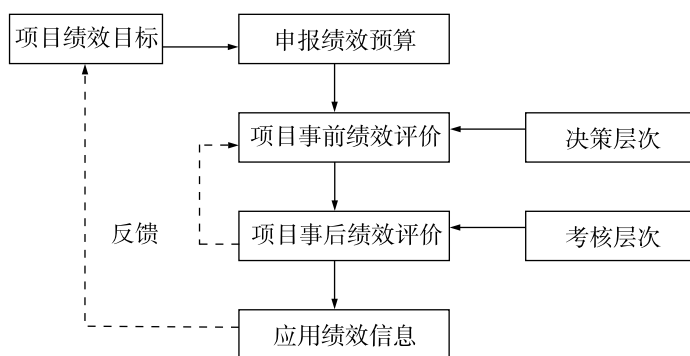 项目绩效目标
申报绩效预算
项目事前绩效评价
决策层次
反馈
项目事后绩效评价
考核层次
应用绩效信息